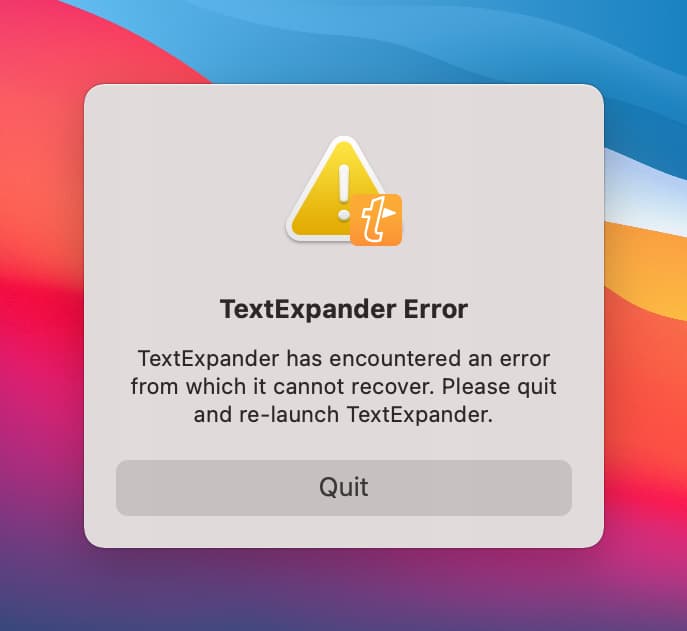 TextExpander Error
TextExpander has encountered an error
from which it cannot recover. Please quit
and re-launch TextExpander.
Quit